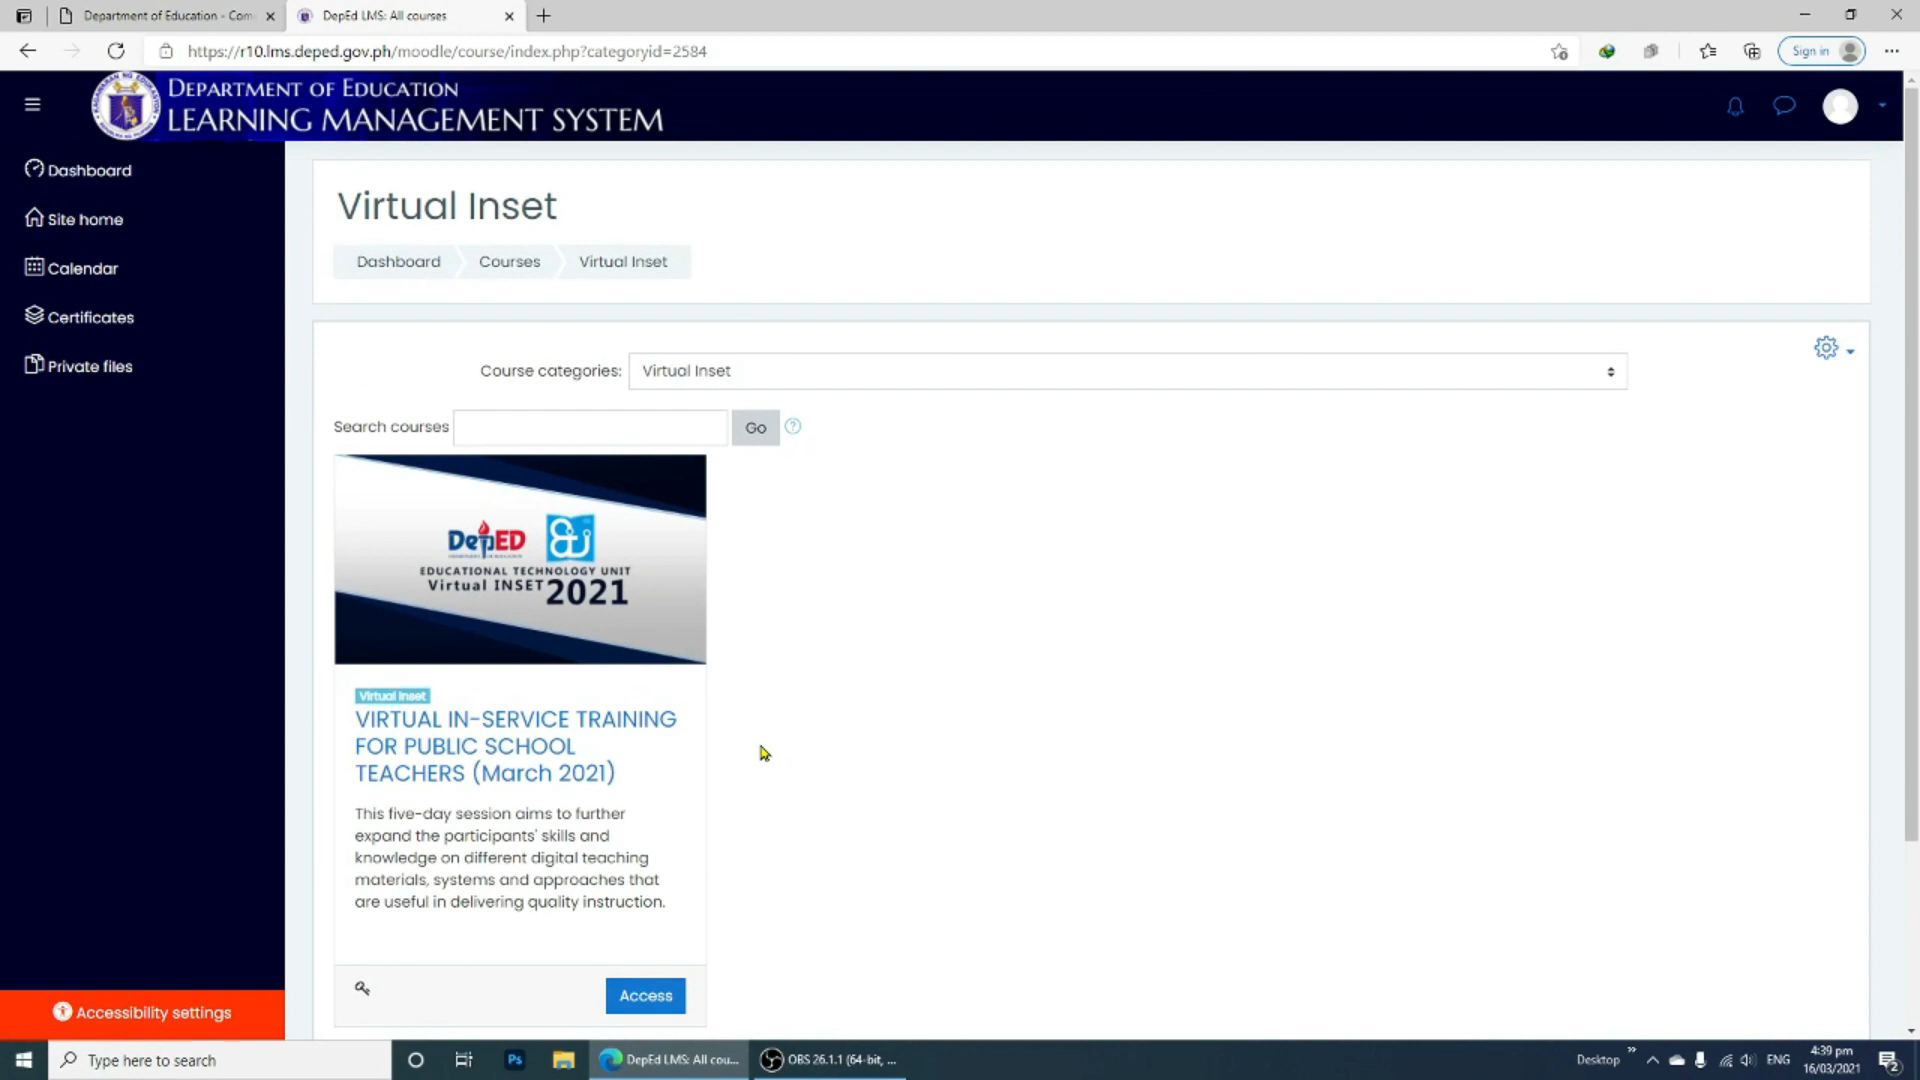 Department of Education - Com
DepEd LMS: All courses
https://r10.lms.deped.gov.ph/moodle/course/index.php?categoryid=2584
Sign in
DEPARTMENT OF EDUCATION
LEARNING MANAGEMENT SYSTEM
Dashboard
Site home
Calendar
Certificates
Private files
Accessibility settings
Virtual Inset
Dashboard
Courses
Virtual Inset
Course categories:
Virtual Inset
Search courses
Go
?
DepED
DEPARTMENT OF EDUCATION
EDUCATIONAL TECHNOLOGY UNIT
Virtual INSET 2021
Virtual Inset
VIRTUAL IN-SERVICE TRAINING
FOR PUBLIC SCHOOL
TEACHERS (March 2021)
This five-day session aims to further
expand the participants' skills and
knowledge on different digital teaching
materials, systems and approaches that
are useful in delivering quality instruction.
Access
Type here to search
Ps
DepEd LMS: All cou...
OBS 26.1.1 (64-bit, ...
Desktop
ENG
4:39 pm
16/03/2021
2